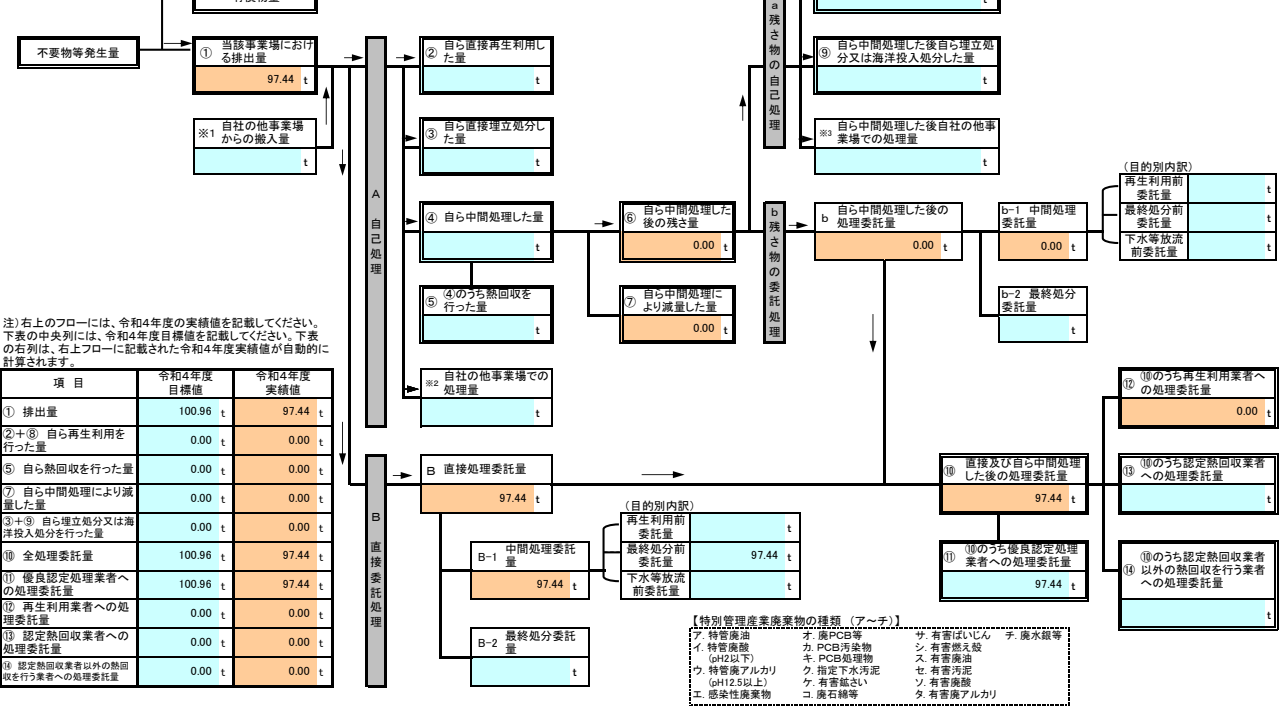 不要物等発生量
① 当該事業場におけ
る排出量
97.44 t
※1 自社の他事業場
からの搬入量
t
A 自己処理
② 自ら直接再生利用し
た量
t
③ 自ら直接埋立処分し
た量
t
④ 自ら中間処理した量
t
⑤ ④のうち熱回収を
行った量
t
※2 自社の他事業場での
処理量
t
⑥ 自ら中間処理した
後の残さ量
0.00 t
⑦ 自ら中間処理に
より減量した量
0.00 t
a 残さ物の自己処理
⑨ 自ら中間処理した後自ら埋立処
分又は海洋投入処分した量
t
※3 自ら中間処理した後自社の他事
業場での処理量
t
b 残さ物の委託処理
b 自ら中間処理した後の
処理委託量
0.00 t
b-1 中間処理
委託量
0.00 t
b-2 最終処分
委託量
t
(目的別内訳)
再生利用前
委託量
t
最終処分前
委託量
t
下水等放流
前委託量
t
注）右上のフローには、令和4年度の実績値を記載してください。
下表の中央列には、令和4年度目標値を記載してください。下表
の右列は、右上フローに記載された令和4年度実績値が自動的に
計算されます。
項 目 令和4年度
目標値 令和4年度
実績値
① 排出量 100.96 t 97.44 t
②＋⑧ 自ら再生利用を
行った量 0.00 t 0.00 t
⑤ 自ら熱回収を行った量 0.00 t 0.00 t
⑦ 自ら中間処理により減
量した量 0.00 t 0.00 t
③＋⑨ 自ら埋立処分又は海
洋投入処分を行った量 0.00 t 0.00 t
⑩ 全処理委託量 100.96 t 97.44 t
⑪ 優良認定処理業者へ
の処理委託量 100.96 t 97.44 t
⑫ 再生利用業者への処
理委託量 0.00 t 0.00 t
⑬ 認定熱回収業者への
処理委託量 0.00 t 0.00 t
⑭ 認定熱回収業者以外の熱回
収を行う業者への処理委託量 0.00 t 0.00 t
B 直接委託処理
B 直接処理委託量
97.44 t
B-1 中間処理委託
量
97.44 t
B-2 最終処分委託
量
t
(目的別内訳)
再生利用前
委託量
t
最終処分前
委託量
97.44 t
下水等放流
前委託量
t
⑩ 直接及び自ら中間処理
した後の処理委託量
97.44 t
⑪ ⑩のうち優良認定処理
業者への処理委託量
97.44 t
⑫ ⑩のうち再生利用業者へ
の処理委託量
0.00 t
⑬ ⑩のうち認定熱回収業者
への処理委託量
t
⑭ ⑩のうち認定熱回収業者
以外の熱回収を行う業者
への処理委託量
t
【特別管理産業廃棄物の種類 （ア～チ）】
ア. 特管廃油 オ. 廃PCB等 サ. 有害ばいじん チ. 廃水銀等
イ. 特管廃酸 カ. PCB汚染物 シ. 有害燃え殻
(pH2以下) キ. PCB処理物 ス. 有害廃油
ウ. 特管廃アルカリ ク. 指定下水汚泥 セ. 有害汚泥
(pH12.5以上) ケ. 有害鉱さい ソ. 有害廃酸
エ. 感染性廃棄物 コ. 廃石綿等 タ. 有害廃アルカリ